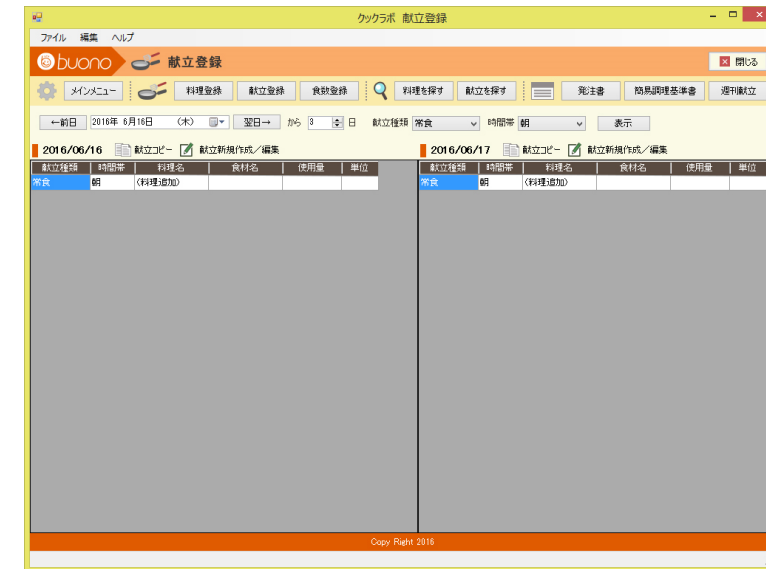 クックラボ 献立登録
ファイル 編集 ヘルプ
buono 献立登録 閉じる
メインメニュー 料理登録 献立登録 食数登録 料理を探す 献立を探す 発注書 簡易調理基準書 週刊献立
←前日 2016年 6月16日 (木) 翌日→ から 3 日 献立種類 常食 時間帯 朝 表示
2016/06/16 献立コピー 献立新規作成/編集 2016/06/17 献立コピー 献立新規作成/編集
献立種類 時間帯 料理名 食材名 使用量 単位 献立種類 時間帯 料理名 食材名 使用量 単位
常食 朝 (料理追加) 常食 朝 (料理追加)
Copy Right 2016